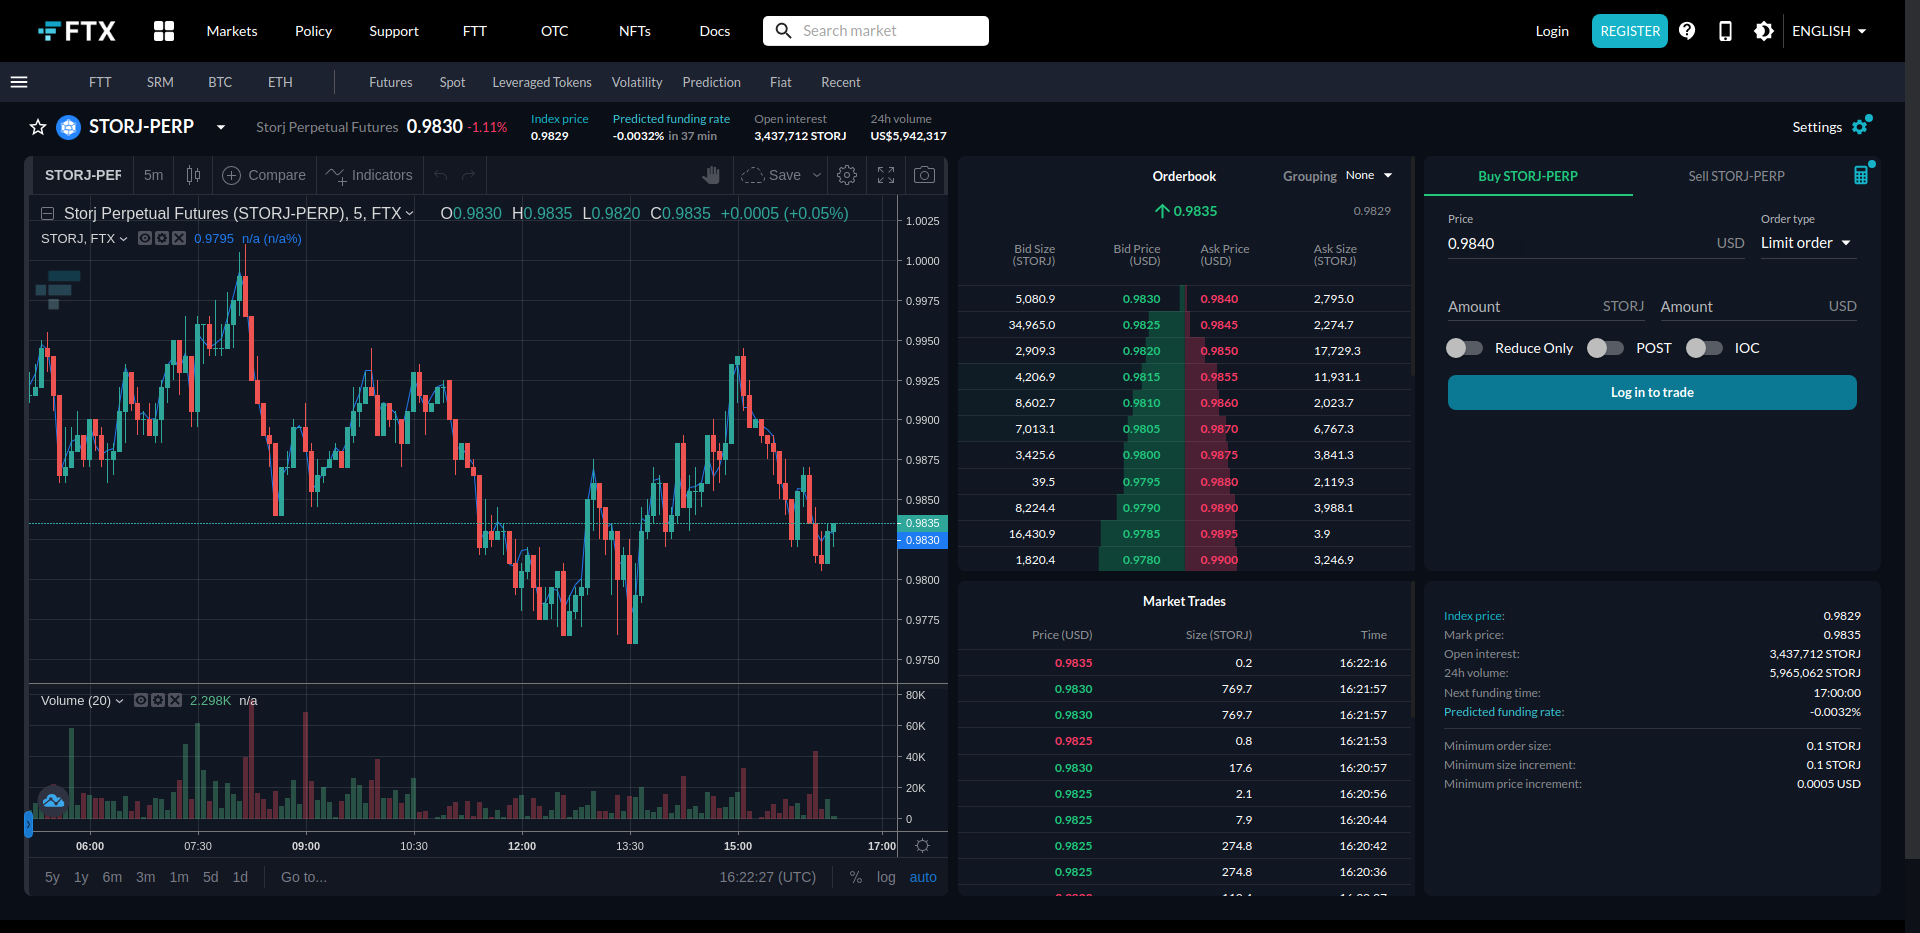 FTX Markets Policy Support FTT OTC NFTs Docs Search market Login REGISTER ENGLISH
FTT SRM BTC ETH Futures Spot Leveraged Tokens Volatility Prediction Fiat Recent
STORJ-PERP Storj Perpetual Futures 0.9830 -1.11%
Index price
0.9829
Predicted funding rate
-0.0032% in 37 min
Open interest
3,437,712 STORJ
24h volume
US$5,942,317
Settings
STORJ-PER 5m Compare Indicators Save
Storj Perpetual Futures (STORJ-PERP), 5, FTX O0.9830 H0.9835 L0.9820 C0.9835 +0.0005 (+0.05%)
STORJ, FTX 0.9795 n/a (n/a%)
1.0025
1.0000
0.9975
0.9950
0.9925
0.9900
0.9875
0.9850
0.9835
0.9830
0.9800
0.9775
0.9750
Volume (20) 2.298K n/a
80K
60K
40K
20K
0
06:00 07:30 09:00 10:30 12:00 13:30 15:00 17:00
5y 1y 6m 3m 1m 5d 1d Go to... 16:22:27 (UTC) % log auto
Orderbook Grouping None
0.9835 0.9829
Bid Size (STORJ) Bid Price (USD) Ask Price (USD) Ask Size (STORJ)
5,080.9 0.9830 0.9840 2,795.0
34,965.0 0.9825 0.9845 2,274.7
2,909.3 0.9820 0.9850 17,729.3
4,206.9 0.9815 0.9855 11,931.1
8,602.7 0.9810 0.9860 2,023.7
7,013.1 0.9805 0.9870 6,767.3
3,425.6 0.9800 0.9875 3,841.3
39.5 0.9795 0.9880 2,119.3
8,224.4 0.9790 0.9890 3,988.1
16,430.9 0.9785 0.9895 3.9
1,820.4 0.9780 0.9900 3,246.9
Market Trades
Price (USD) Size (STORJ) Time
0.9835 0.2 16:22:16
0.9830 769.7 16:21:57
0.9830 769.7 16:21:57
0.9825 0.8 16:21:53
0.9830 17.6 16:20:57
0.9825 2.1 16:20:56
0.9825 7.9 16:20:44
0.9825 274.8 16:20:42
0.9825 274.8 16:20:36
Buy STORJ-PERP Sell STORJ-PERP
Price Order type
0.9840 USD Limit order
Amount STORJ Amount USD
Reduce Only POST IOC
Log in to trade
Index price: 0.9829
Mark price: 0.9835
Open interest: 3,437,712 STORJ
24h volume: 5,965,062 STORJ
Next funding time: 17:00:00
Predicted funding rate: -0.0032%
Minimum order size: 0.1 STORJ
Minimum size increment: 0.1 STORJ
Minimum price increment: 0.0005 USD